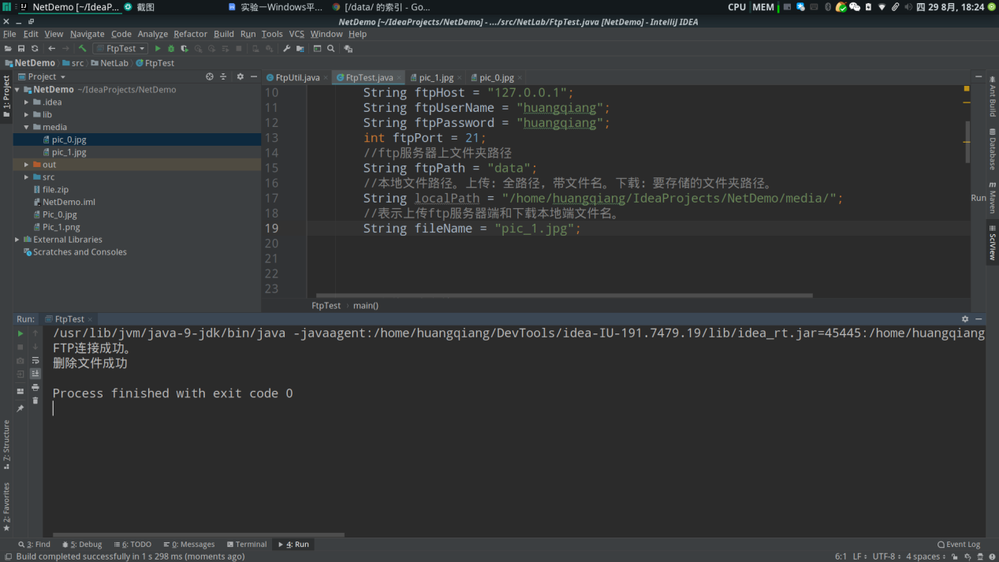 NetDemo [~/IdeaP... 截图 实验一Windows平... [/data/ 的索引] - Go... CPU MEM 四 29 8月, 18:24
NetDemo [~/IdeaProjects/NetDemo] - .../src/NetLab/FtpTest.java [NetDemo] - IntelliJ IDEA
File Edit View Navigate Code Analyze Refactor Build Run Tools VCS Window Help
FtpTest
NetDemo src NetLab FtpTest
1: Project
Project
NetDemo ~/IdeaProjects/NetDemo
.idea
lib
media
pic_0.jpg
pic_1.jpg
out
src
file.zip
NetDemo.iml
Pic_0.jpg
Pic_1.png
External Libraries
Scratches and Consoles
FtpUtil.java FtpTest.java pic_1.jpg pic_0.jpg
10 String ftpHost = "127.0.0.1";
11 String ftpUserName = "huangqiang";
12 String ftpPassword = "huangqiang";
13 int ftpPort = 21;
14 //ftp服务器上文件夹路径
15 String ftpPath = "data";
16 //本地文件路径。上传: 全路径，带文件名。下载: 要存储的文件夹路径。
17 String localPath = "/home/huangqiang/IdeaProjects/NetDemo/media/";
18 //表示上传ftp服务器端和下载本地端文件名。
19 String fileName = "pic_1.jpg";
20
21
22
23
FtpTest main()
Ant Build
Database
Maven
SciView
Run
Run: FtpTest
/usr/lib/jvm/java-9-jdk/bin/java -javaagent:/home/huangqiang/DevTools/idea-IU-191.7479.19/lib/idea_rt.jar=45445:/home/huangqiang
FTP连接成功。
删除文件成功
Process finished with exit code 0
7: Structure
2: Favorites
3: Find 5: Debug 6: TODO 0: Messages Terminal 4: Run Event Log
Build completed successfully in 1 s 298 ms (moments ago) 6:1 LF UTF-8 4 spaces